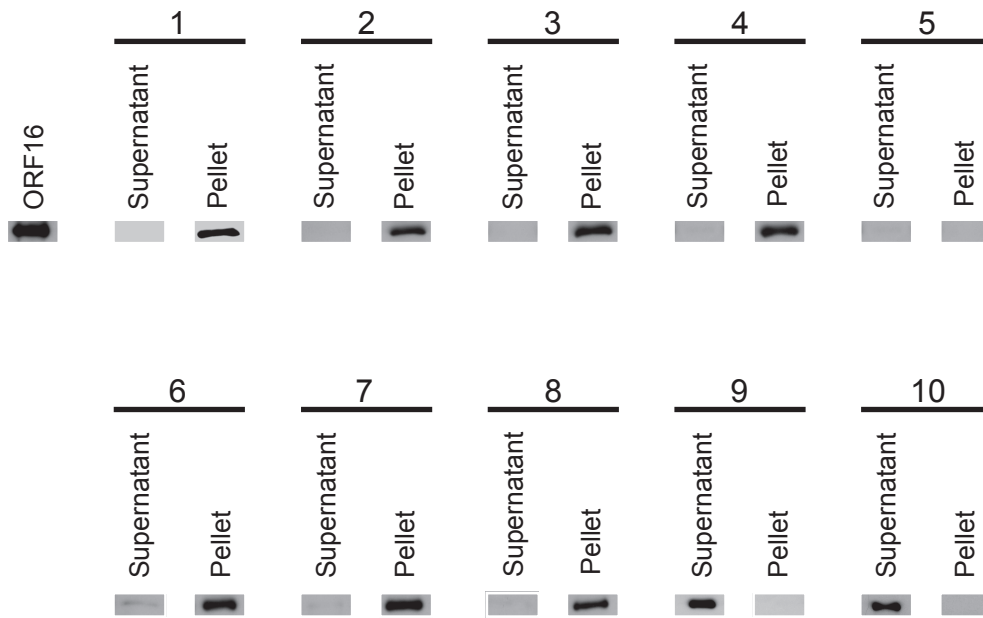 1 2 3 4 5
ORF16 Supernatant Pellet Supernatant Pellet Supernatant Pellet Supernatant Pellet Supernatant Pellet
6 7 8 9 10
Supernatant Pellet Supernatant Pellet Supernatant Pellet Supernatant Pellet Supernatant Pellet